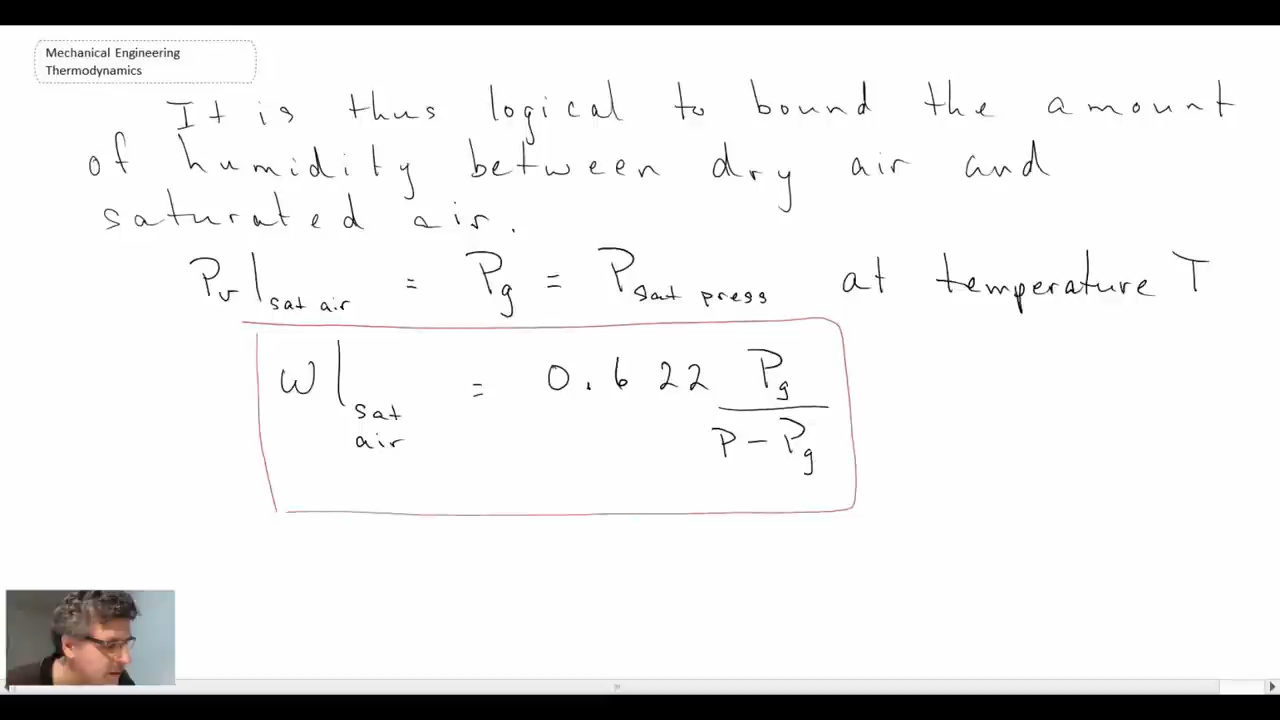 Mechanical Engineering
Thermodynamics
It is thus logical to bound the amount
of humidity between dry air and
saturated air.
Pv|sat air = Pg = Psat press at temperature T
ω|sat air = 0.622 Pg / (P - Pg)